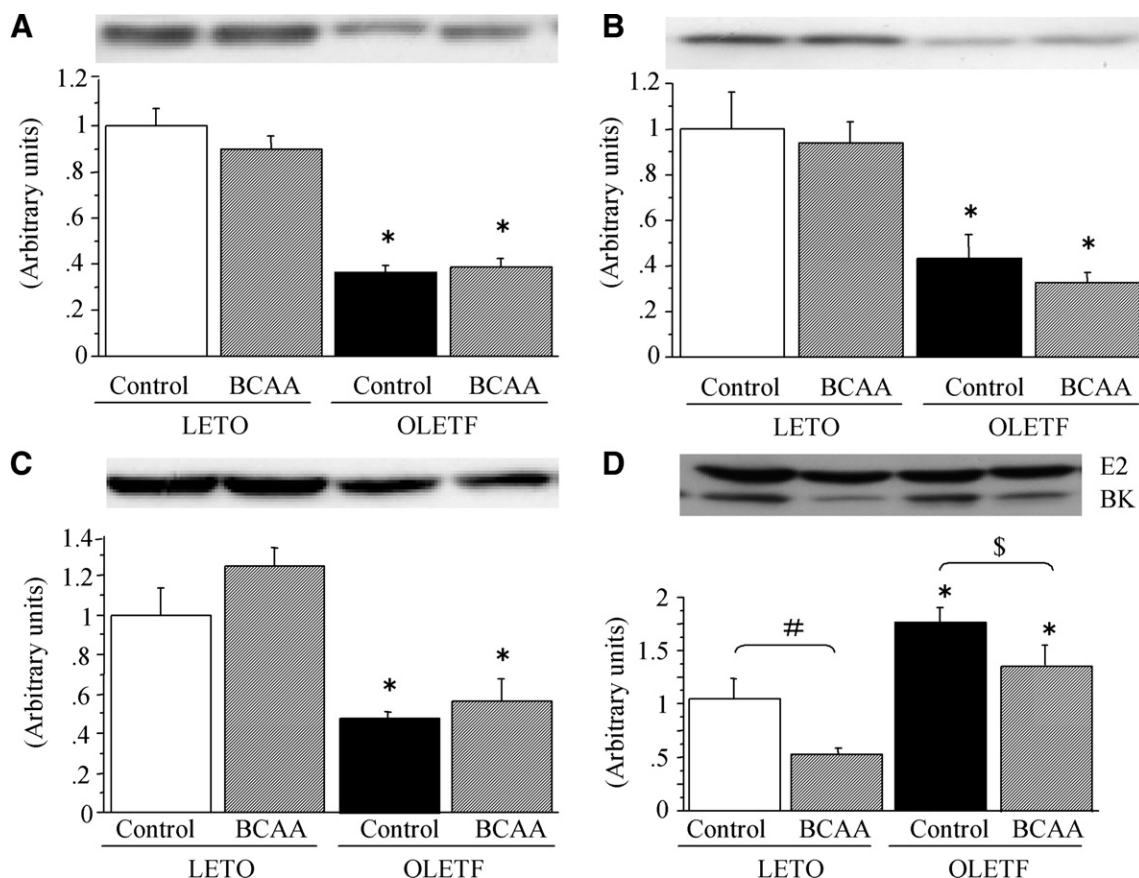 A
(Arbitrary units)
1.2
1
.8
.6
.4
.2
0
*
*
Control BCAA Control BCAA
LETO OLETF
B
(Arbitrary units)
1.2
1
.8
.6
.4
.2
0
*
*
Control BCAA Control BCAA
LETO OLETF
C
(Arbitrary units)
1.4
1.2
1
.8
.6
.4
.2
0
*
*
Control BCAA Control BCAA
LETO OLETF
D
E2
BK
(Arbitrary units)
2
1.5
1
.5
0
#
$
*
*
Control BCAA Control BCAA
LETO OLETF